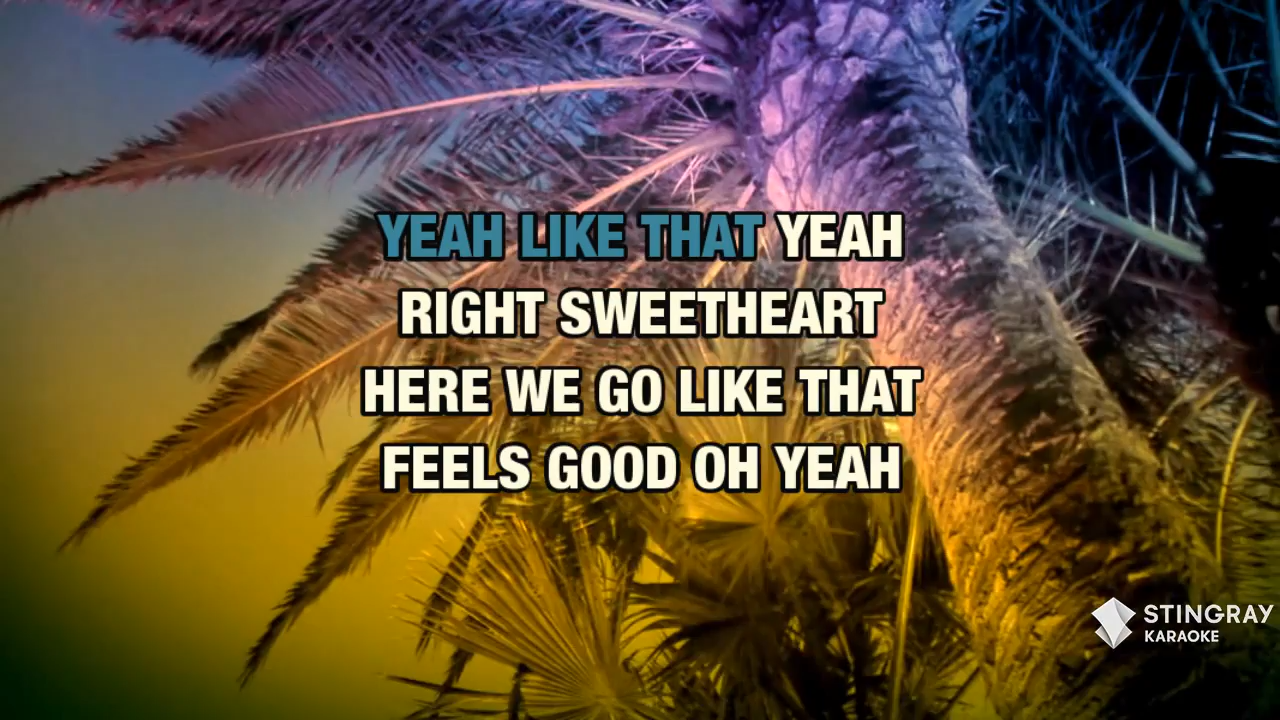 YEAH LIKE THAT YEAH
RIGHT SWEETHEART
HERE WE GO LIKE THAT
FEELS GOOD OH YEAH
STINGRAY
KARAOKE